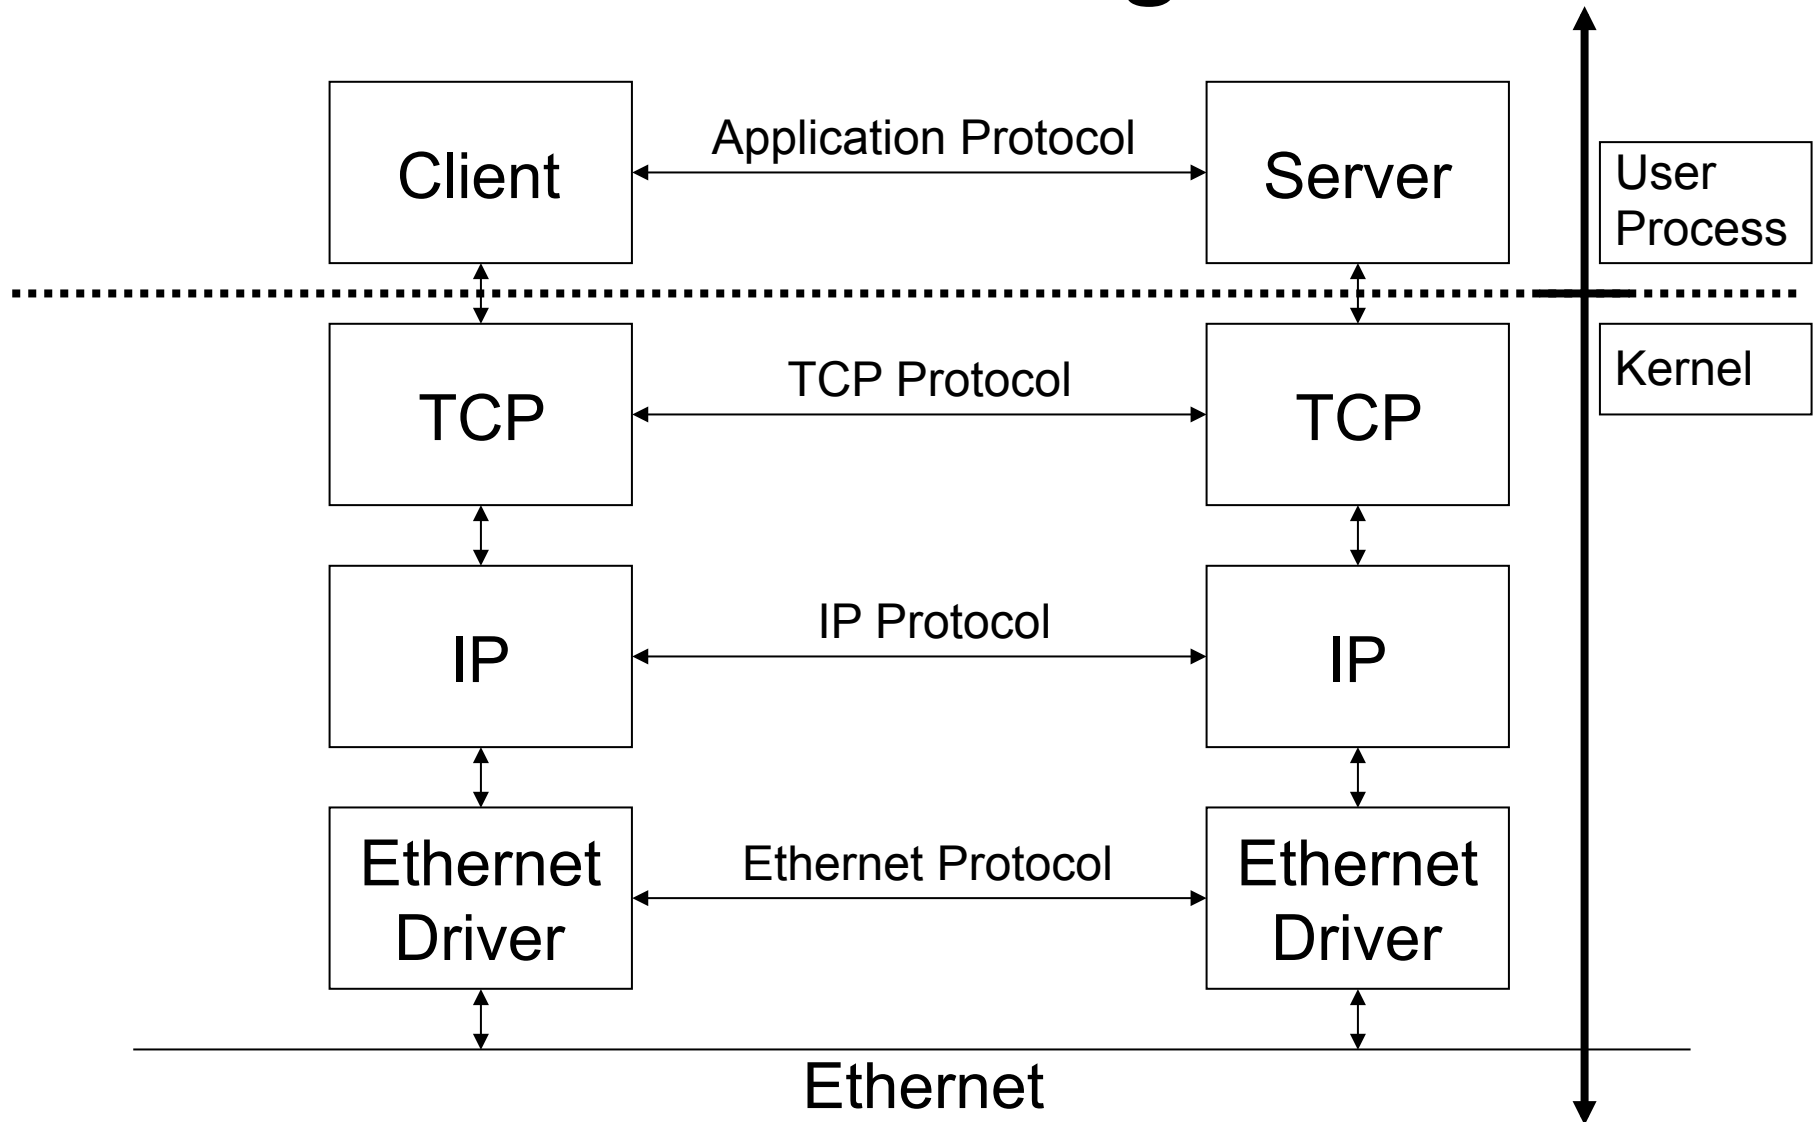 Client
Application Protocol
Server
User
Process
TCP
TCP Protocol
TCP
Kernel
IP
IP Protocol
IP
Ethernet
Driver
Ethernet Protocol
Ethernet
Driver
Ethernet